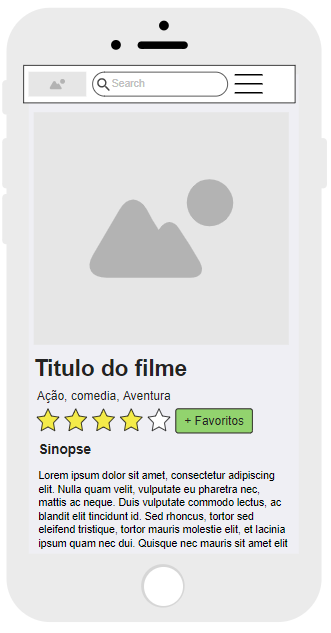 Search
Titulo do filme
Ação, comedia, Aventura
+ Favoritos
Sinopse
Lorem ipsum dolor sit amet, consectetur adipiscing
elit. Nulla quam velit, vulputate eu pharetra nec,
mattis ac neque. Duis vulputate commodo lectus, ac
blandit elit tincidunt id. Sed rhoncus, tortor sed
eleifend tristique, tortor mauris molestie elit, et lacinia
ipsum quam nec dui. Quisque nec mauris sit amet elit